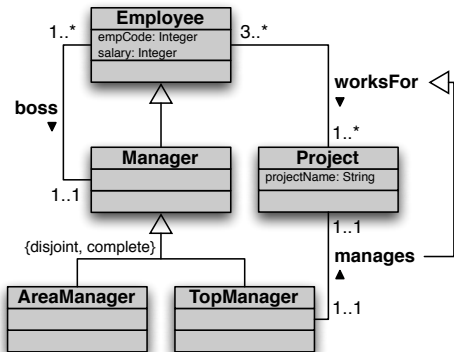 Employee
empCode: Integer
salary: Integer
1..*
3..*
boss
▼
worksFor
▼
1..*
Manager
1..1
Project
projectName: String
1..1
{disjoint, complete}
manages
▲
AreaManager
TopManager
1..1